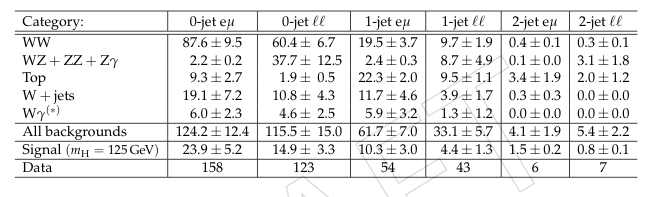 Category: 0-jet eμ 0-jet ℓℓ 1-jet eμ 1-jet ℓℓ 2-jet eμ 2-jet ℓℓ
WW 87.6 ± 9.5 60.4 ± 6.7 19.5 ± 3.7 9.7 ± 1.9 0.4 ± 0.1 0.3 ± 0.1
WZ + ZZ + Zγ 2.2 ± 0.2 37.7 ± 12.5 2.4 ± 0.3 8.7 ± 4.9 0.1 ± 0.0 3.1 ± 1.8
Top 9.3 ± 2.7 1.9 ± 0.5 22.3 ± 2.0 9.5 ± 1.1 3.4 ± 1.9 2.0 ± 1.2
W + jets 19.1 ± 7.2 10.8 ± 4.3 11.7 ± 4.6 3.9 ± 1.7 0.3 ± 0.3 0.0 ± 0.0
Wγ(*) 6.0 ± 2.3 4.6 ± 2.5 5.9 ± 3.2 1.3 ± 1.2 0.0 ± 0.0 0.0 ± 0.0
All backgrounds 124.2 ± 12.4 115.5 ± 15.0 61.7 ± 7.0 33.1 ± 5.7 4.1 ± 1.9 5.4 ± 2.2
Signal (mH = 125 GeV) 23.9 ± 5.2 14.9 ± 3.3 10.3 ± 3.0 4.4 ± 1.3 1.5 ± 0.2 0.8 ± 0.1
Data 158 123 54 43 6 7